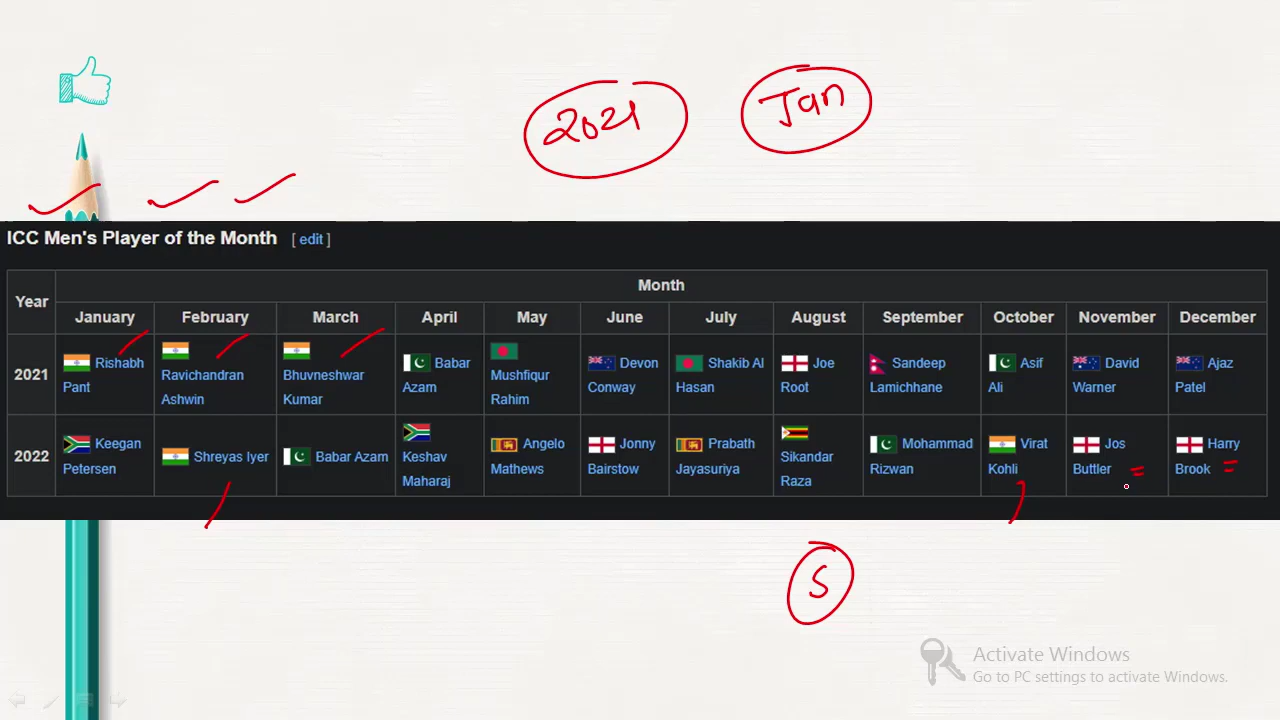 2021 Jan
ICC Men's Player of the Month [ edit ]
Year Month
January February March April May June July August September October November December
2021 Rishabh Pant Ravichandran Ashwin Bhuvneshwar Kumar Babar Azam Mushfiqur Rahim Devon Conway Shakib Al Hasan Joe Root Sandeep Lamichhane Asif Ali David Warner Ajaz Patel
2022 Keegan Petersen Shreyas Iyer Babar Azam Keshav Maharaj Angelo Mathews Jonny Bairstow Prabath Jayasuriya Sikandar Raza Mohammad Rizwan Virat Kohli Jos Buttler Harry Brook
5
Activate Windows
Go to PC settings to activate Windows.